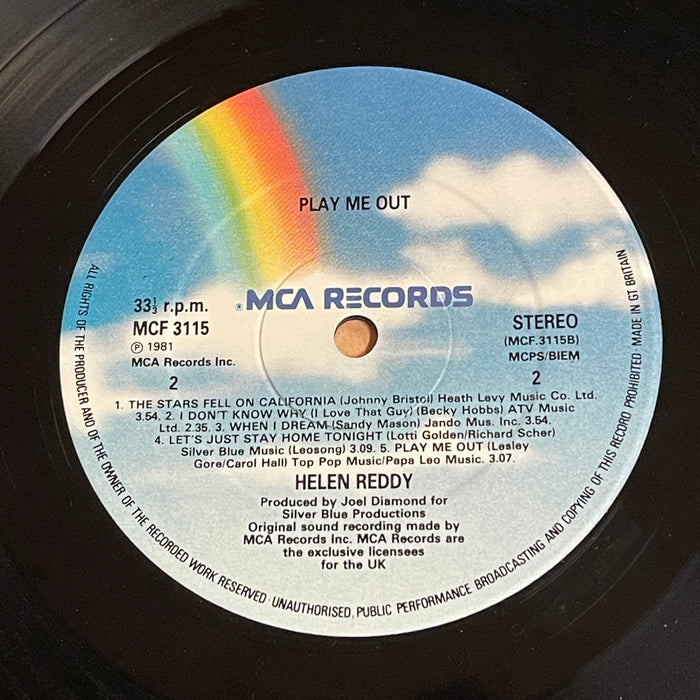 PLAY ME OUT
® MCA RECORDS
33⅓ r.p.m.
MCF 3115
℗ 1981
MCA Records Inc.
2
STEREO
(MCF.3115B)
MCPS/BIEM
2
1. THE STARS FELL ON CALIFORNIA (Johnny Bristol) Heath Levy Music Co. Ltd.
3.54. 2. I DON'T KNOW WHY (I Love That Guy) (Becky Hobbs) ATV Music
Ltd. 2.35. 3. WHEN I DREAM (Sandy Mason) Jando Mus. Inc. 3.54.
4. LET'S JUST STAY HOME TONIGHT (Lotti Golden/Richard Scher)
Silver Blue Music (Leosong) 3.09. 5. PLAY ME OUT (Lesley
Gore/Carol Hall) Top Pop Music/Papa Leo Music. 3.07.
HELEN REDDY
Produced by Joel Diamond for
Silver Blue Productions
Original sound recording made by
MCA Records Inc. MCA Records are
the exclusive licensees
for the UK
ALL RIGHTS OF THE PRODUCER AND OF THE OWNER OF THE RECORDED WORK RESERVED · UNAUTHORISED, PUBLIC PERFORMANCE BROADCASTING AND COPYING OF THIS RECORD PROHIBITED · MADE IN GT BRITAIN